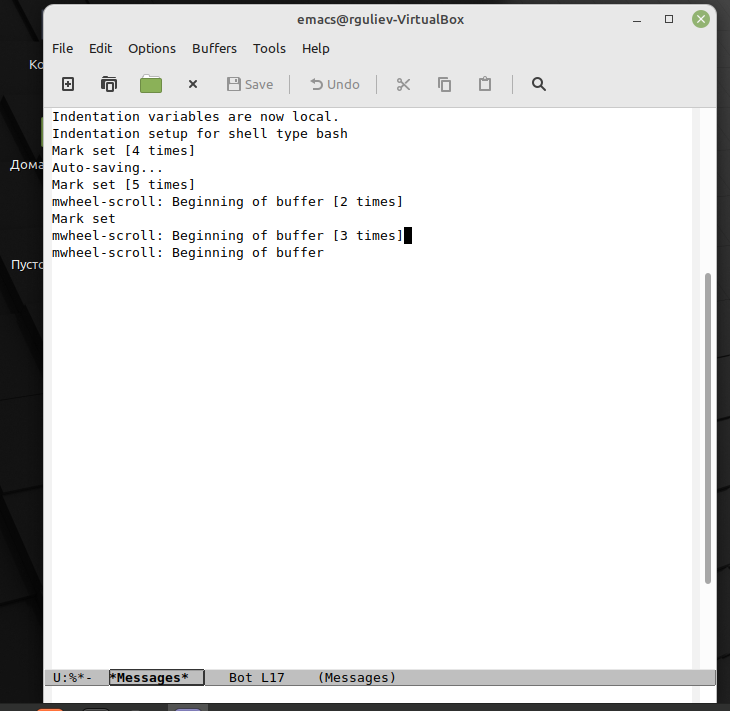 emacs@rguliev-VirtualBox
File Edit Options Buffers Tools Help
Save Undo
Indentation variables are now local.
Indentation setup for shell type bash
Mark set [4 times]
Auto-saving...
Mark set [5 times]
mwheel-scroll: Beginning of buffer [2 times]
Mark set
mwheel-scroll: Beginning of buffer [3 times]
mwheel-scroll: Beginning of buffer
U:%*- *Messages* Bot L17 (Messages)